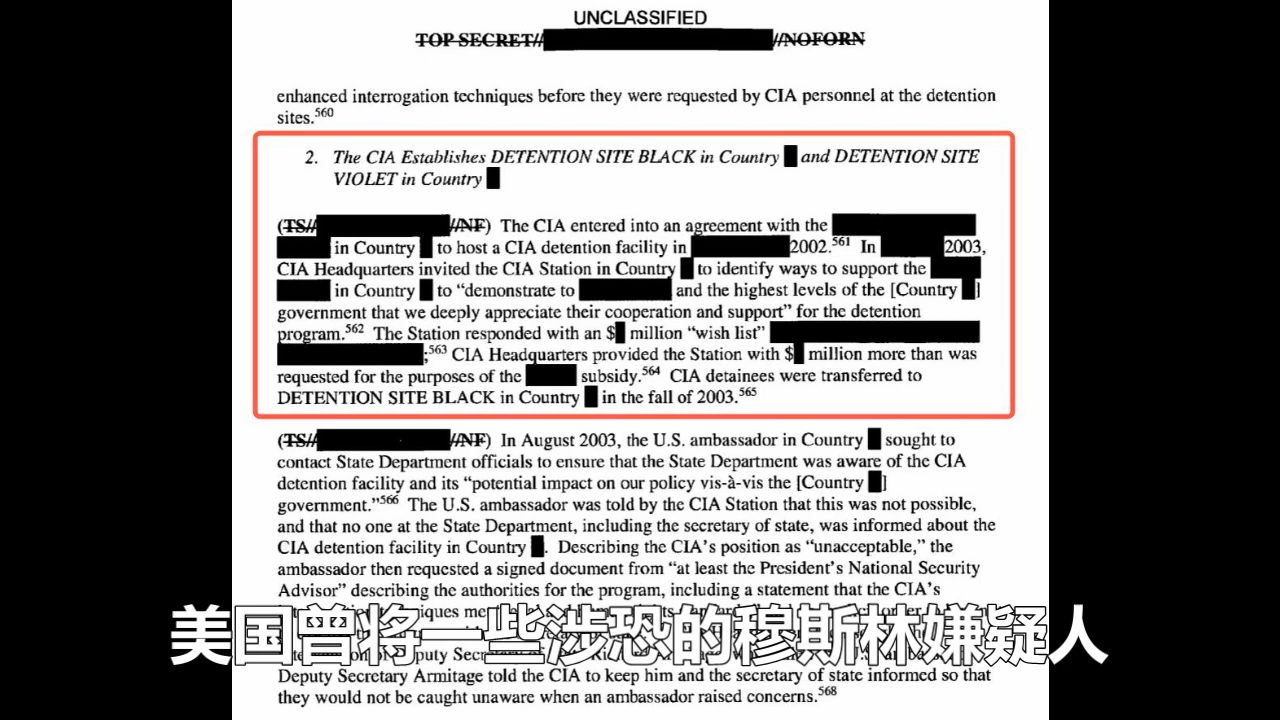 UNCLASSIFIED
TOP SECRET// //NOFORN
enhanced interrogation techniques before they were requested by CIA personnel at the detention
sites.560
2. The CIA Establishes DETENTION SITE BLACK in Country and DETENTION SITE
VIOLET in Country
(TS// //NF) The CIA entered into an agreement with the
in Country to host a CIA detention facility in 2002.561 In 2003,
CIA Headquarters invited the CIA Station in Country to identify ways to support the
in Country to “demonstrate to and the highest levels of the [Country ]
government that we deeply appreciate their cooperation and support” for the detention
program.562 The Station responded with an $ million “wish list”
;563 CIA Headquarters provided the Station with $ million more than was
requested for the purposes of the subsidy.564 CIA detainees were transferred to
DETENTION SITE BLACK in Country in the fall of 2003.565
(TS// //NF) In August 2003, the U.S. ambassador in Country sought to
contact State Department officials to ensure that the State Department was aware of the CIA
detention facility and its “potential impact on our policy vis-à-vis the [Country ]
government.”566 The U.S. ambassador was told by the CIA Station that this was not possible,
and that no one at the State Department, including the secretary of state, was informed about the
CIA detention facility in Country . Describing the CIA’s position as “unacceptable,” the
ambassador then requested a signed document from “at least the President’s National Security
Advisor” describing the authorities for the program, including a statement that the CIA’s
美国曾将一些涉恐的穆斯林嫌疑人
Deputy Secretary Armitage told the CIA to keep him and the secretary of state informed so that
they would not be caught unaware when an ambassador raised concerns.568